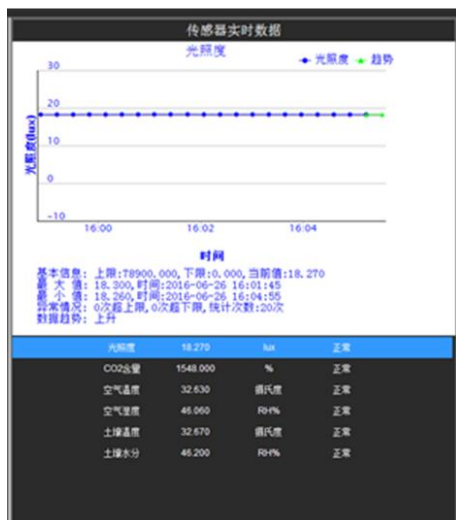 传感器实时数据
光照度
光照度 趋势
30
20
10
0
-10
光照度(lux)
16:00 16:02 16:04
时间
基本信息: 上限:78900.000,下限:0.000,当前值:18.270
最 大 值: 18.300,时间:2016-06-26 16:01:45
最 小 值: 18.260,时间:2016-06-26 16:04:55
异常情况: 0次超上限,0次超下限,统计次数:20次
数据趋势: 上升
光照度 18.270 lux 正常
CO2含量 1548.000 % 正常
空气温度 32.630 摄氏度 正常
空气湿度 46.060 RH% 正常
土壤温度 32.670 摄氏度 正常
土壤水分 46.200 RH% 正常